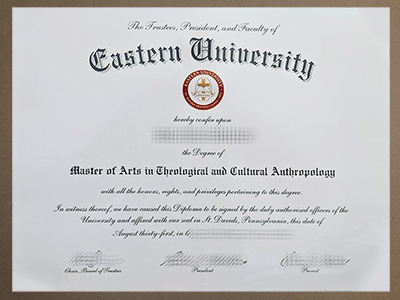 The Trustees, President, and Faculty of
Eastern University
EASTERN UNIVERSITY
hereby confer upon
the Degree of
Master of Arts in Theological and Cultural Anthropology
with all the honors, rights, and privileges pertaining to this degree.
In witness thereof, we have caused this Diploma to be signed by the duly authorized officers of the
University and affixed with our seal in St. Davids, Pennsylvania, this date of
August thirty-first, in
Chair, Board of Trustees
President
Provost